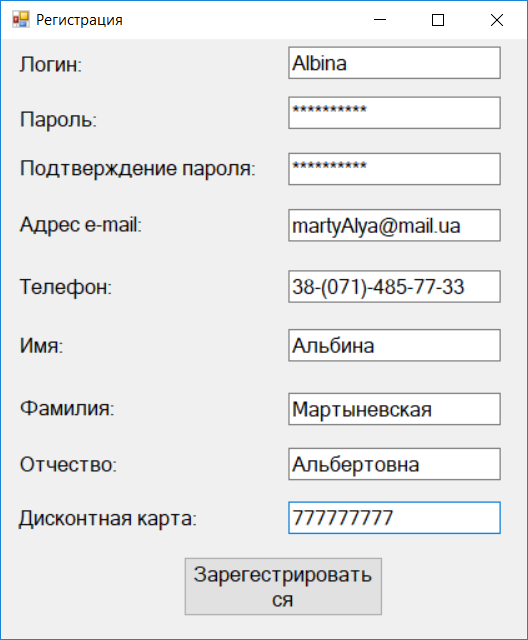 Регистрация
Логин: Albina
Пароль: **********
Подтверждение пароля: **********
Адрес e-mail: martyAlya@mail.ua
Телефон: 38-(071)-485-77-33
Имя: Альбина
Фамилия: Мартыневская
Отчество: Альбертовна
Дисконтная карта: 777777777
Зарегестрировать
ся